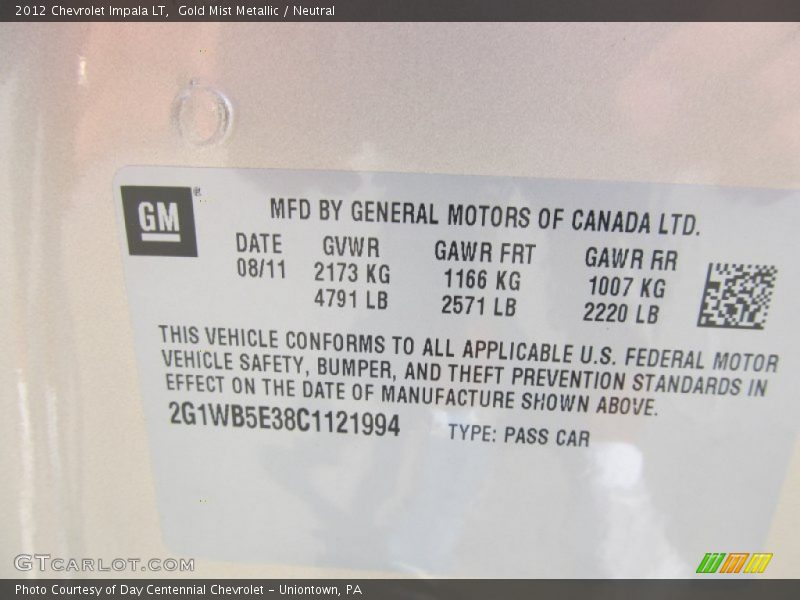 2012 Chevrolet Impala LT, Gold Mist Metallic / Neutral
GM ®
MFD BY GENERAL MOTORS OF CANADA LTD.
DATE GVWR GAWR FRT GAWR RR
08/11 2173 KG 1166 KG 1007 KG
4791 LB 2571 LB 2220 LB
THIS VEHICLE CONFORMS TO ALL APPLICABLE U.S. FEDERAL MOTOR
VEHICLE SAFETY, BUMPER, AND THEFT PREVENTION STANDARDS IN
EFFECT ON THE DATE OF MANUFACTURE SHOWN ABOVE.
2G1WB5E38C1121994 TYPE: PASS CAR
GTCARLOT.COM
Photo Courtesy of Day Centennial Chevrolet - Uniontown, PA